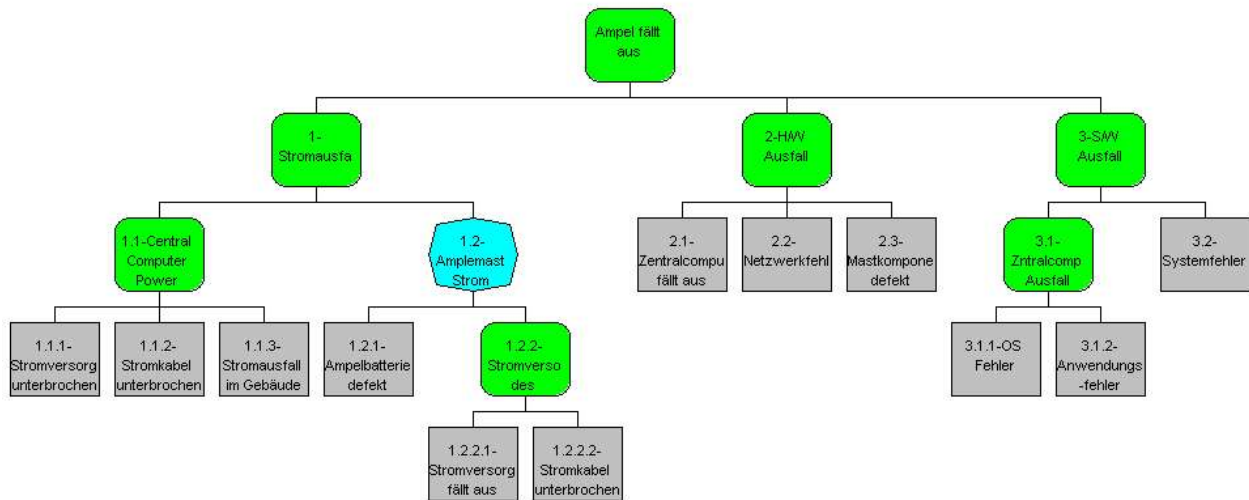 Ampel fällt
aus
1-
Stromausfa
2-H/W
Ausfall
3-S/W
Ausfall
1.1-Central
Computer
Power
1.2-
Amplemast
Strom
2.1-
Zentralcompu
fällt aus
2.2-
Netzwerkfehl
2.3-
Mastkompone
defekt
3.1-
Zntralcomp
Ausfall
3.2-
Systemfehler
1.1.1-
Stromversorg
unterbrochen
1.1.2-
Stromkabel
unterbrochen
1.1.3-
Stromausfall
im Gebäude
1.2.1-
Ampelbatterie
defekt
1.2.2-
Stromverso
des
3.1.1-OS
Fehler
3.1.2-
Anwendungs
-fehler
1.2.2.1-
Stromversorg
fällt aus
1.2.2.2-
Stromkabel
unterbrochen